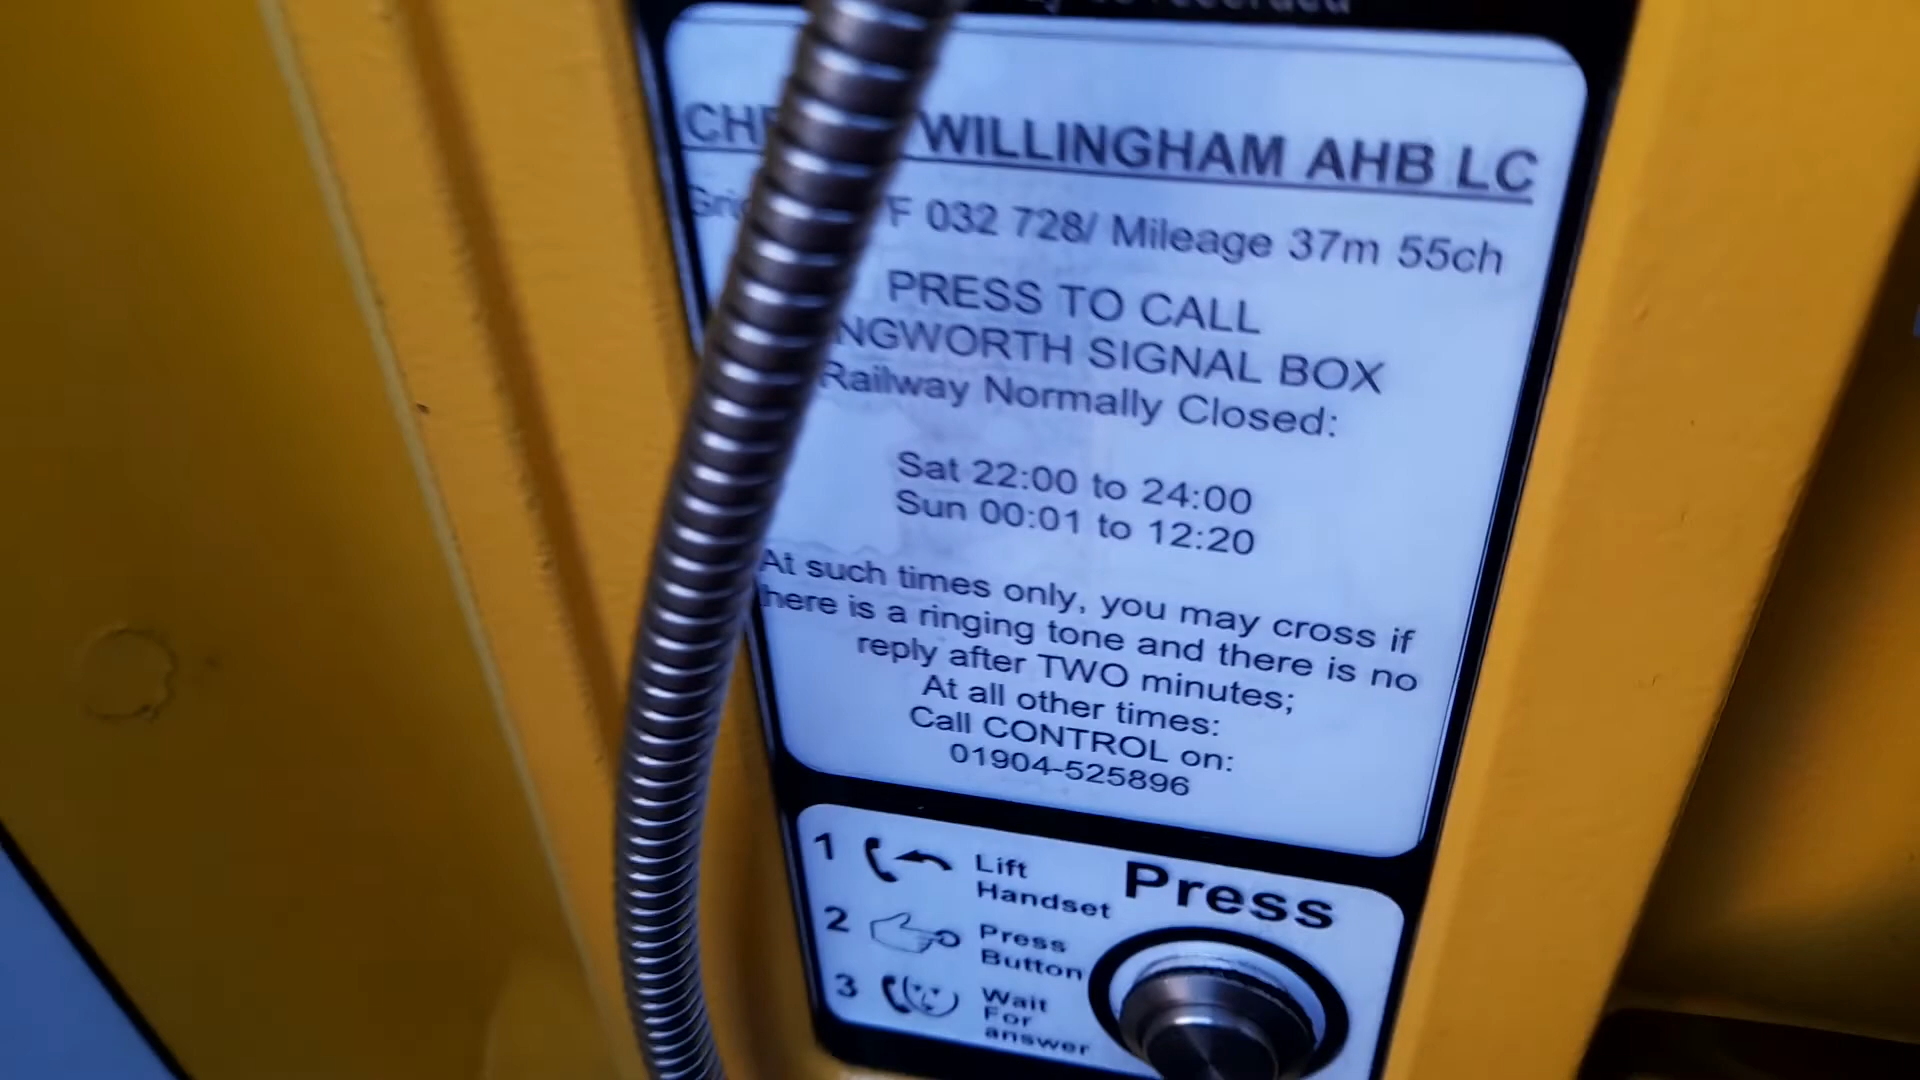 recorded
WILLINGHAM AHB LC
F 032 728/ Mileage 37m 55ch
PRESS TO CALL
NGWORTH SIGNAL BOX
Railway Normally Closed:
Sat 22:00 to 24:00
Sun 00:01 to 12:20
At such times only, you may cross if
there is a ringing tone and there is no
reply after TWO minutes;
At all other times:
Call CONTROL on:
01904-525896
Press
1 Lift
Handset
2 Press
Button
3 Wait
For
answer